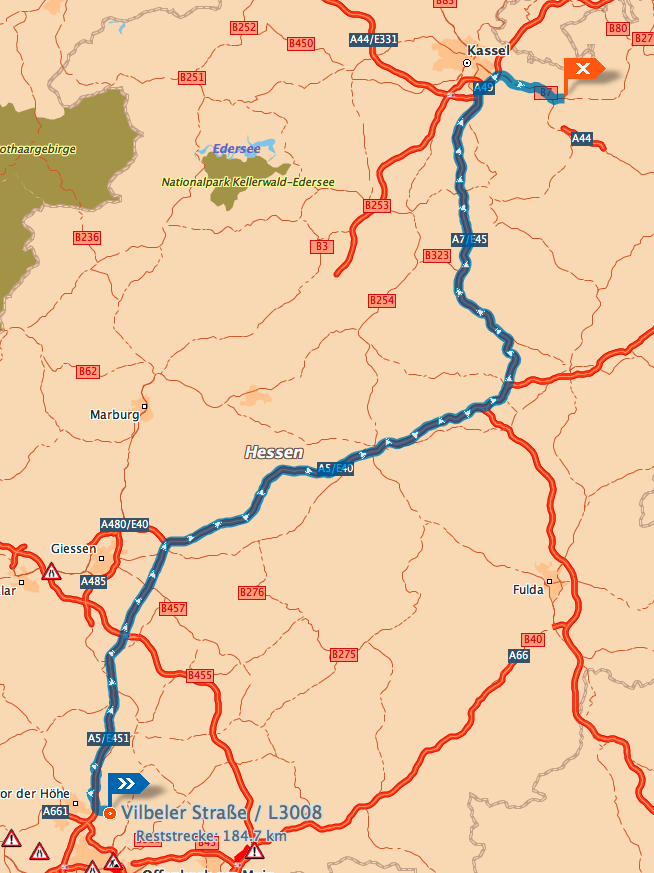 B83
B252
B80
B27
A44/E331
B450
Kassel
B251
A49
B7
A44
othaargebirge
Edersee
Nationalpark Kellerwald-Edersee
B253
B236
B3
A7/E45
B323
B254
B62
Marburg
Hessen
A5/E40
A480/E40
Giessen
A485
lar
Fulda
B276
B457
B40
B275
A66
B455
A5/E451
or der Höhe
A661
Vilbeler Straße / L3008
Reststrecke: 184.7 km
B43